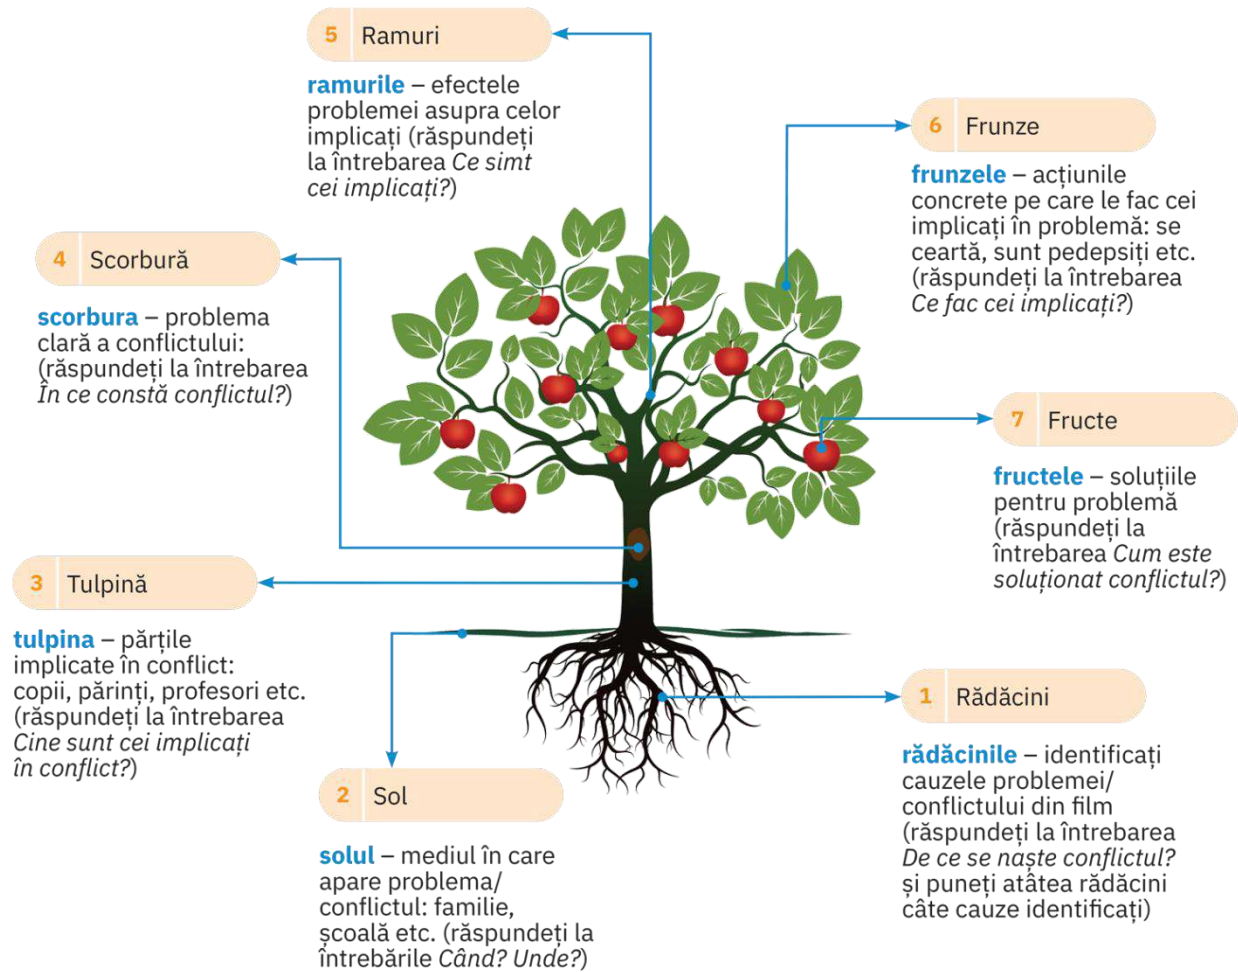 5 Ramuri
ramurile – efectele
problemei asupra celor
implicați (răspundeți
la întrebarea Ce simt
cei implicați?)
6 Frunze
frunzele – acțiunile
concrete pe care le fac cei
implicați în problemă: se
ceartă, sunt pedepsiți etc.
(răspundeți la întrebarea
Ce fac cei implicați?)
4 Scorbură
scorbura – problema
clară a conflictului:
(răspundeți la întrebarea
În ce constă conflictul?)
7 Fructe
fructele – soluțiile
pentru problemă
(răspundeți la
întrebarea Cum este
soluționat conflictul?)
3 Tulpină
tulpina – părțile
implicate în conflict:
copii, părinți, profesori etc.
(răspundeți la întrebarea
Cine sunt cei implicați
în conflict?)
1 Rădăcini
rădăcinile – identificați
cauzele problemei/
conflictului din film
(răspundeți la întrebarea
De ce se naște conflictul?
și puneți atâtea rădăcini
câte cauze identificați)
2 Sol
solul – mediul în care
apare problema/
conflictul: familie,
școală etc. (răspundeți la
întrebările Când? Unde?)